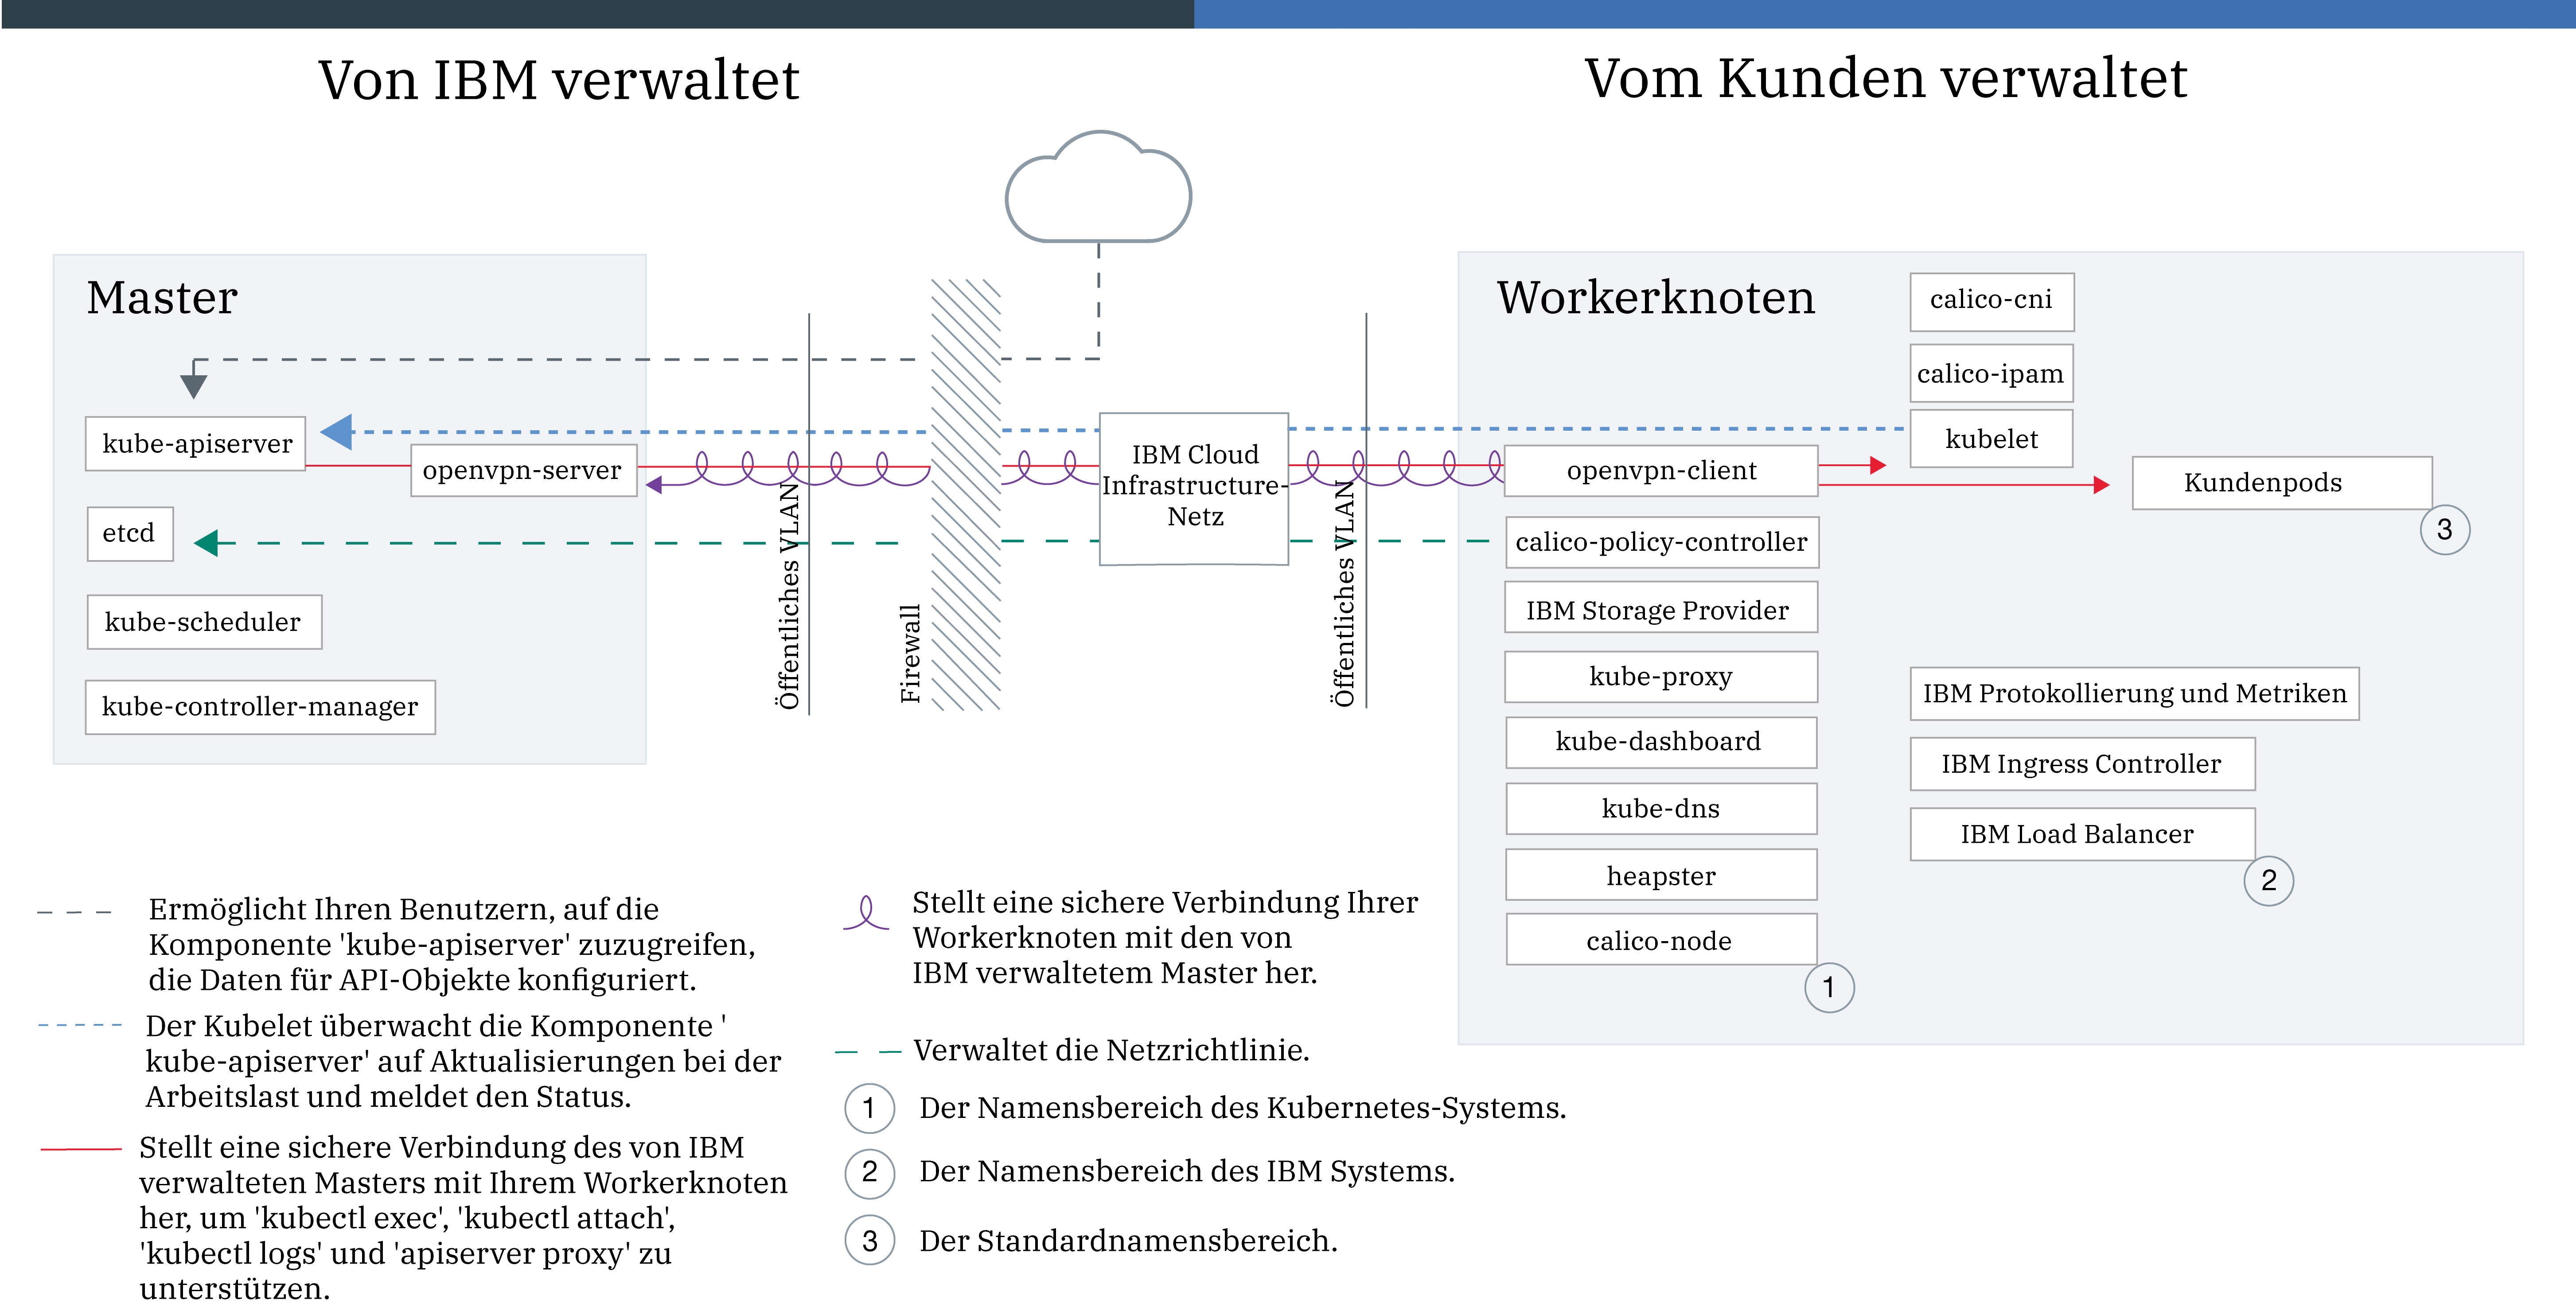 Von IBM verwaltet
Vom Kunden verwaltet
Master
kube-apiserver
openvpn-server
etcd
kube-scheduler
kube-controller-manager
Öffentliches VLAN
Firewall
IBM Cloud
Infrastructure-
Netz
Öffentliches VLAN
Workerknoten
calico-cni
calico-ipam
kubelet
openvpn-client
Kundenpods
3
calico-policy-controller
IBM Storage Provider
kube-proxy
kube-dashboard
kube-dns
heapster
calico-node
1
IBM Protokollierung und Metriken
IBM Ingress Controller
IBM Load Balancer
2
Ermöglicht Ihren Benutzern, auf die
Komponente 'kube-apiserver' zuzugreifen,
die Daten für API-Objekte konfiguriert.
Der Kubelet überwacht die Komponente '
kube-apiserver' auf Aktualisierungen bei der
Arbeitslast und meldet den Status.
Stellt eine sichere Verbindung des von IBM
verwalteten Masters mit Ihrem Workerknoten
her, um 'kubectl exec', 'kubectl attach',
'kubectl logs' und 'apiserver proxy' zu
unterstützen.
Stellt eine sichere Verbindung Ihrer
Workerknoten mit den von
IBM verwaltetem Master her.
Verwaltet die Netzrichtlinie.
1 Der Namensbereich des Kubernetes-Systems.
2 Der Namensbereich des IBM Systems.
3 Der Standardnamensbereich.